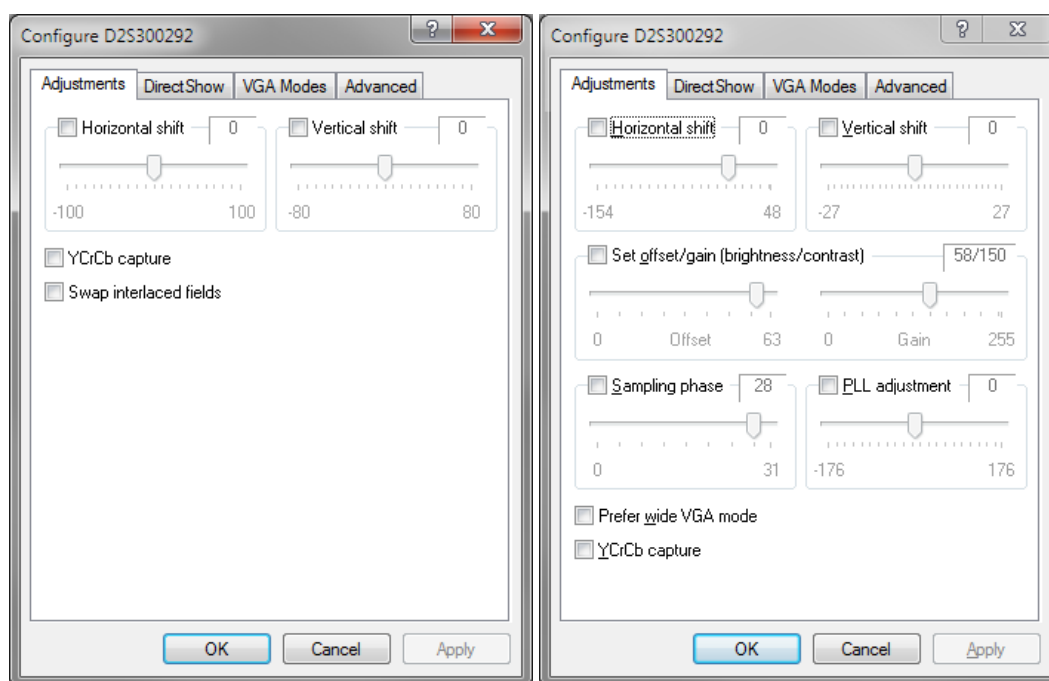 Configure D2S300292
Adjustments DirectShow VGA Modes Advanced
Horizontal shift 0 Vertical shift 0
-100 100 -80 80
YCrCb capture
Swap interlaced fields
OK Cancel Apply
Configure D2S300292
Adjustments DirectShow VGA Modes Advanced
Horizontal shift 0 Vertical shift 0
-154 48 -27 27
Set offset/gain (brightness/contrast) 58/150
0 Offset 63 0 Gain 255
Sampling phase 28 PLL adjustment 0
0 31 -176 176
Prefer wide VGA mode
YCrCb capture
OK Cancel Apply